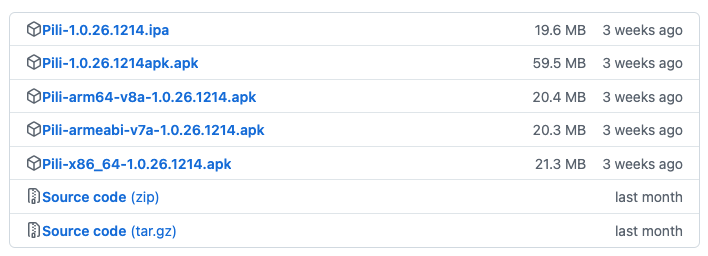 Pili-1.0.26.1214.ipa 19.6 MB 3 weeks ago
Pili-1.0.26.1214apk.apk 59.5 MB 3 weeks ago
Pili-arm64-v8a-1.0.26.1214.apk 20.4 MB 3 weeks ago
Pili-armeabi-v7a-1.0.26.1214.apk 20.3 MB 3 weeks ago
Pili-x86_64-1.0.26.1214.apk 21.3 MB 3 weeks ago
Source code (zip) last month
Source code (tar.gz) last month